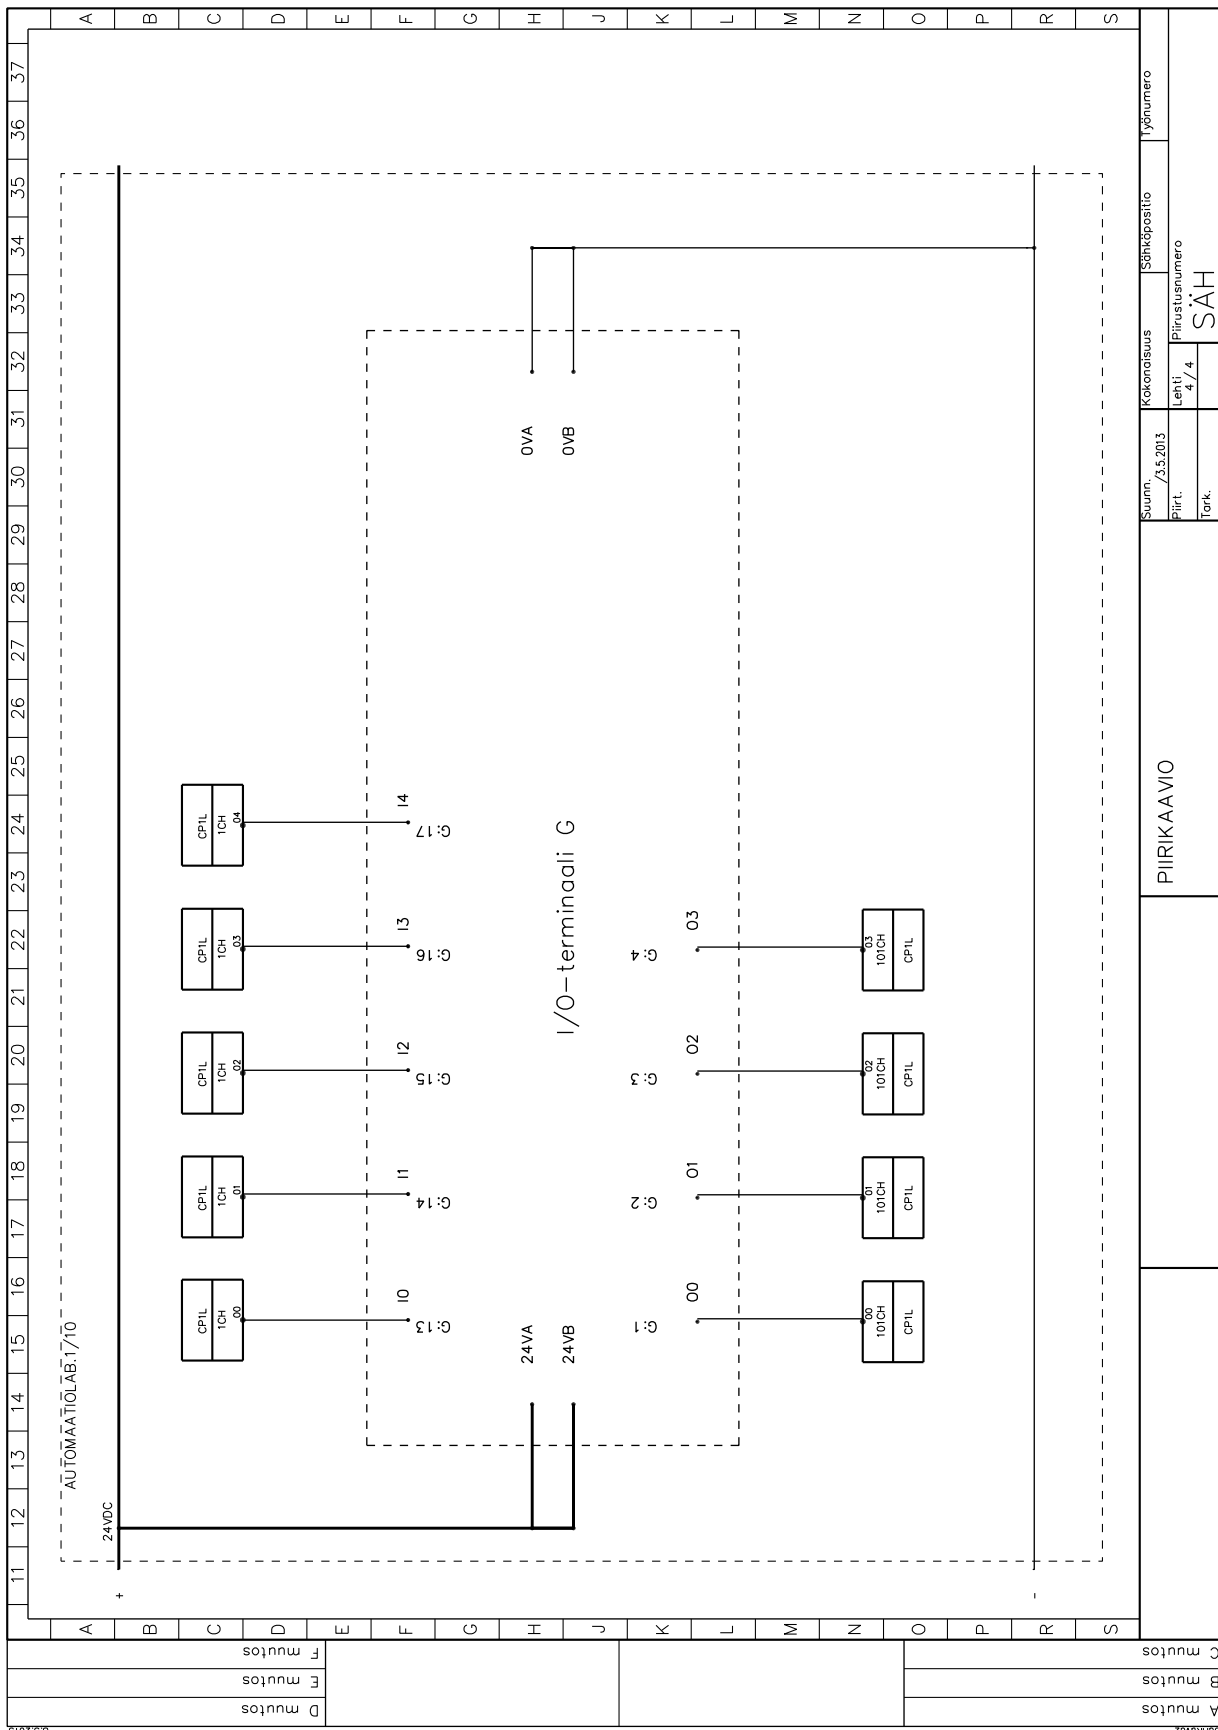 11 12 13 14 15 16 17 18 19 20 21 22 23 24 25 26 27 28 29 30 31 32 33 34 35 36 37
A A
B B
C C
D D
E E
F F
G G
H H
J J
K K
L L
M M
N N
O O
P P
R R
S S
AUTOMAATIOLAB.1/10
24VDC
+
CP1L CP1L CP1L CP1L CP1L
1CH 1CH 1CH 1CH 1CH
00 01 02 03 04
I0 I1 I2 I3 I4
G:13 G:14 G:15 G:16 G:17
24VA 0VA
24VB 0VB
I/O-terminaali G
G:1 G:2 G:3 G:4
O0 O1 O2 O3
00 01 02 03
101CH 101CH 101CH 101CH
CP1L CP1L CP1L CP1L
-
PIIRIKAAVIO
Suunn. /3.5.2013
Piirt.
Tark.
Kokonaisuus
Sähköpositio
Työnumero
Lehti
4 / 4
Piirustusnumero
SÄH
F muutos
E muutos
D muutos
C muutos
B muutos
A muutos